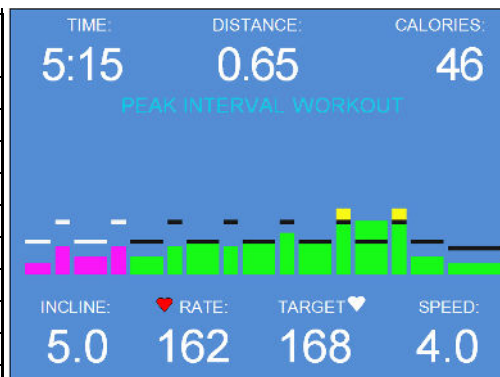 TIME: DISTANCE: CALORIES:
5:15 0.65 46
PEAK INTERVAL WORKOUT
INCLINE: RATE: TARGET SPEED:
5.0 162 168 4.0